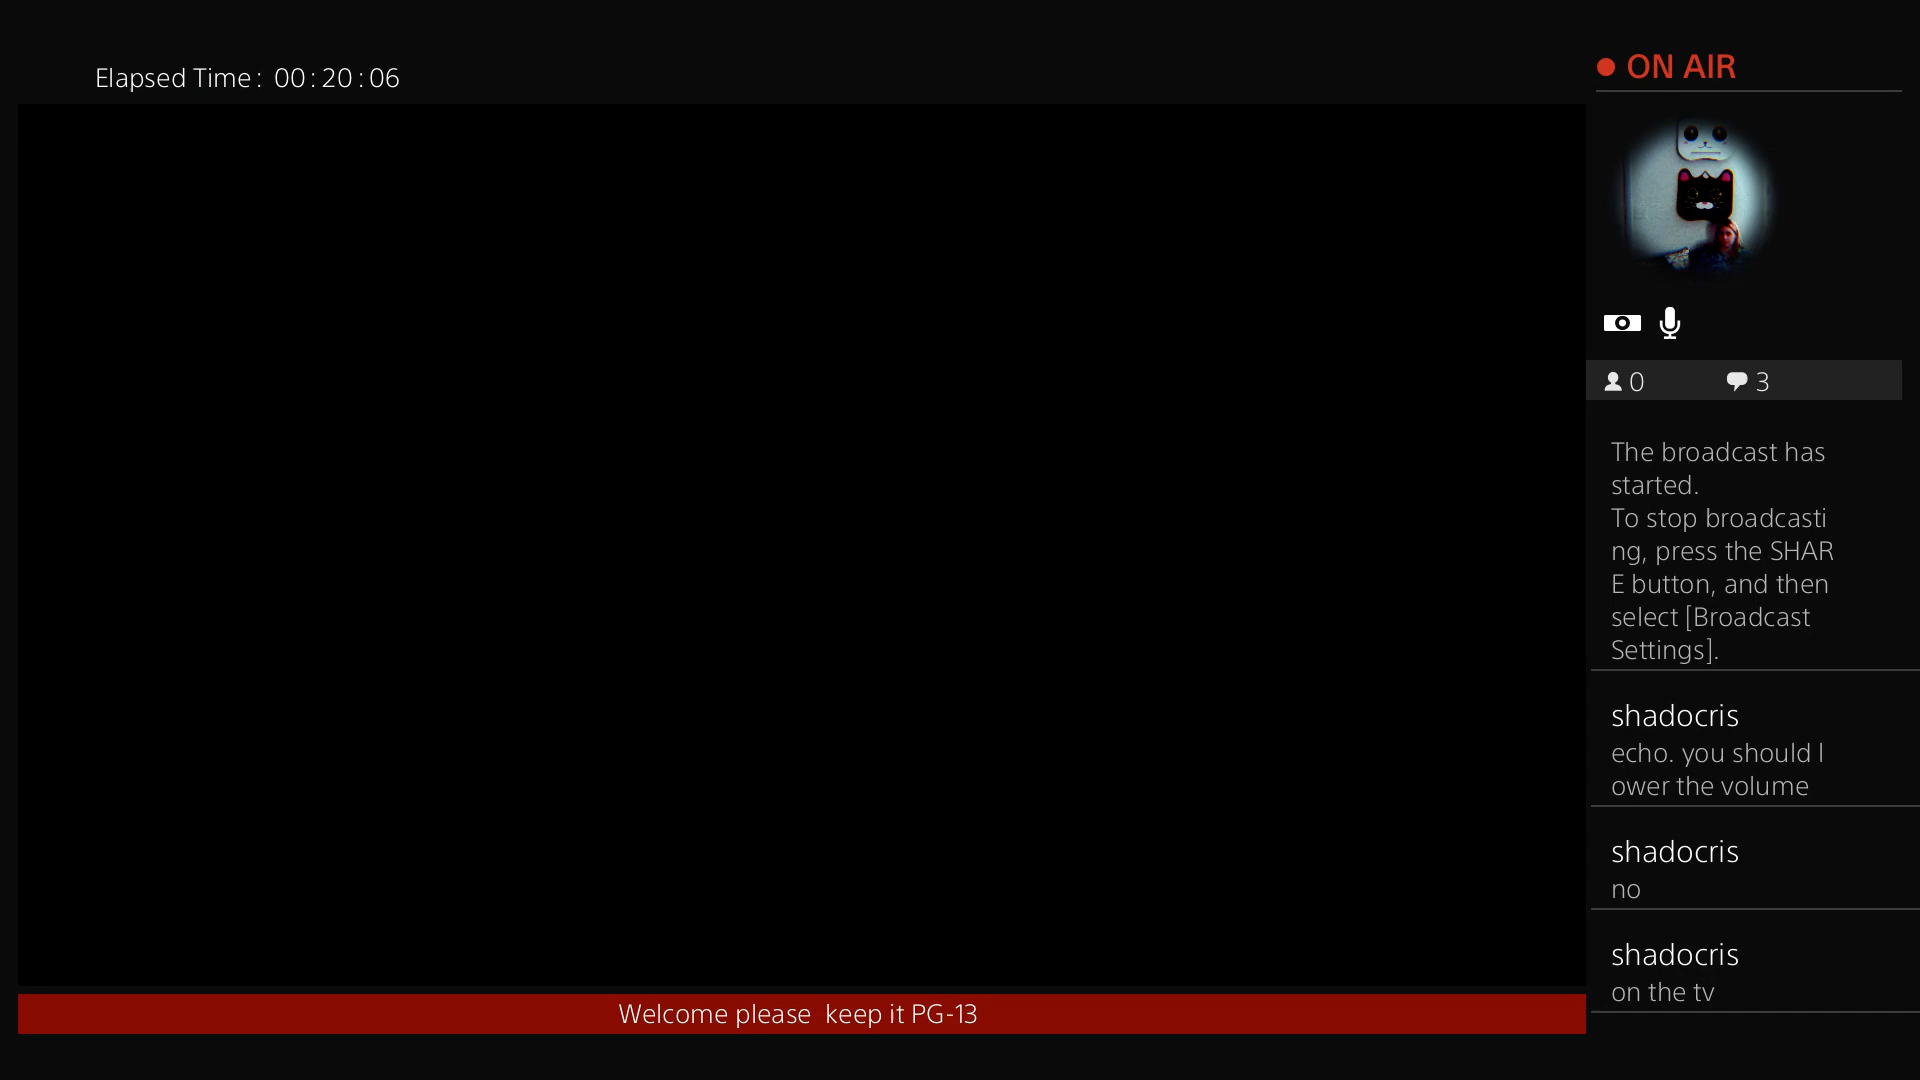 Elapsed Time: 00:20:06
ON AIR
0 3
The broadcast has
started.
To stop broadcasti
ng, press the SHAR
E button, and then
select [Broadcast
Settings].
shadocris
echo. you should l
ower the volume
shadocris
no
shadocris
on the tv
Welcome please  keep it PG-13